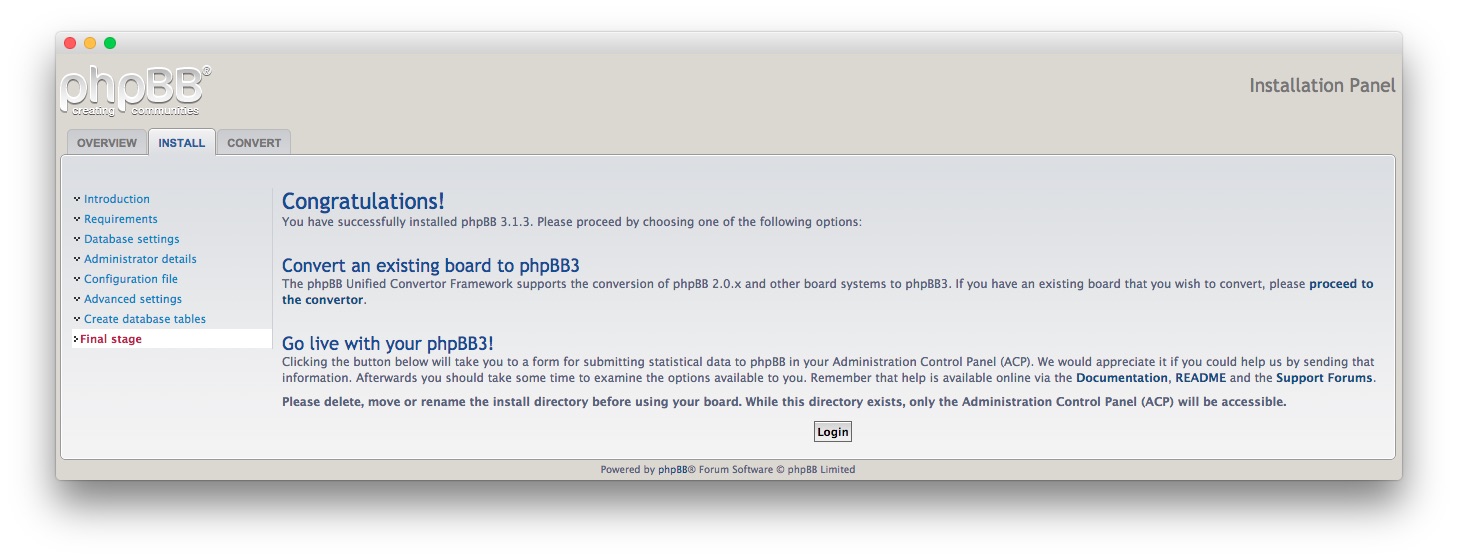 phpBB®
creating communities
Installation Panel
OVERVIEW
INSTALL
CONVERT
Introduction
Requirements
Database settings
Administrator details
Configuration file
Advanced settings
Create database tables
Final stage
Congratulations!
You have successfully installed phpBB 3.1.3. Please proceed by choosing one of the following options:
Convert an existing board to phpBB3
The phpBB Unified Convertor Framework supports the conversion of phpBB 2.0.x and other board systems to phpBB3. If you have an existing board that you wish to convert, please proceed to
the convertor.
Go live with your phpBB3!
Clicking the button below will take you to a form for submitting statistical data to phpBB in your Administration Control Panel (ACP). We would appreciate it if you could help us by sending that
information. Afterwards you should take some time to examine the options available to you. Remember that help is available online via the Documentation, README and the Support Forums.
Please delete, move or rename the install directory before using your board. While this directory exists, only the Administration Control Panel (ACP) will be accessible.
Login
Powered by phpBB® Forum Software © phpBB Limited